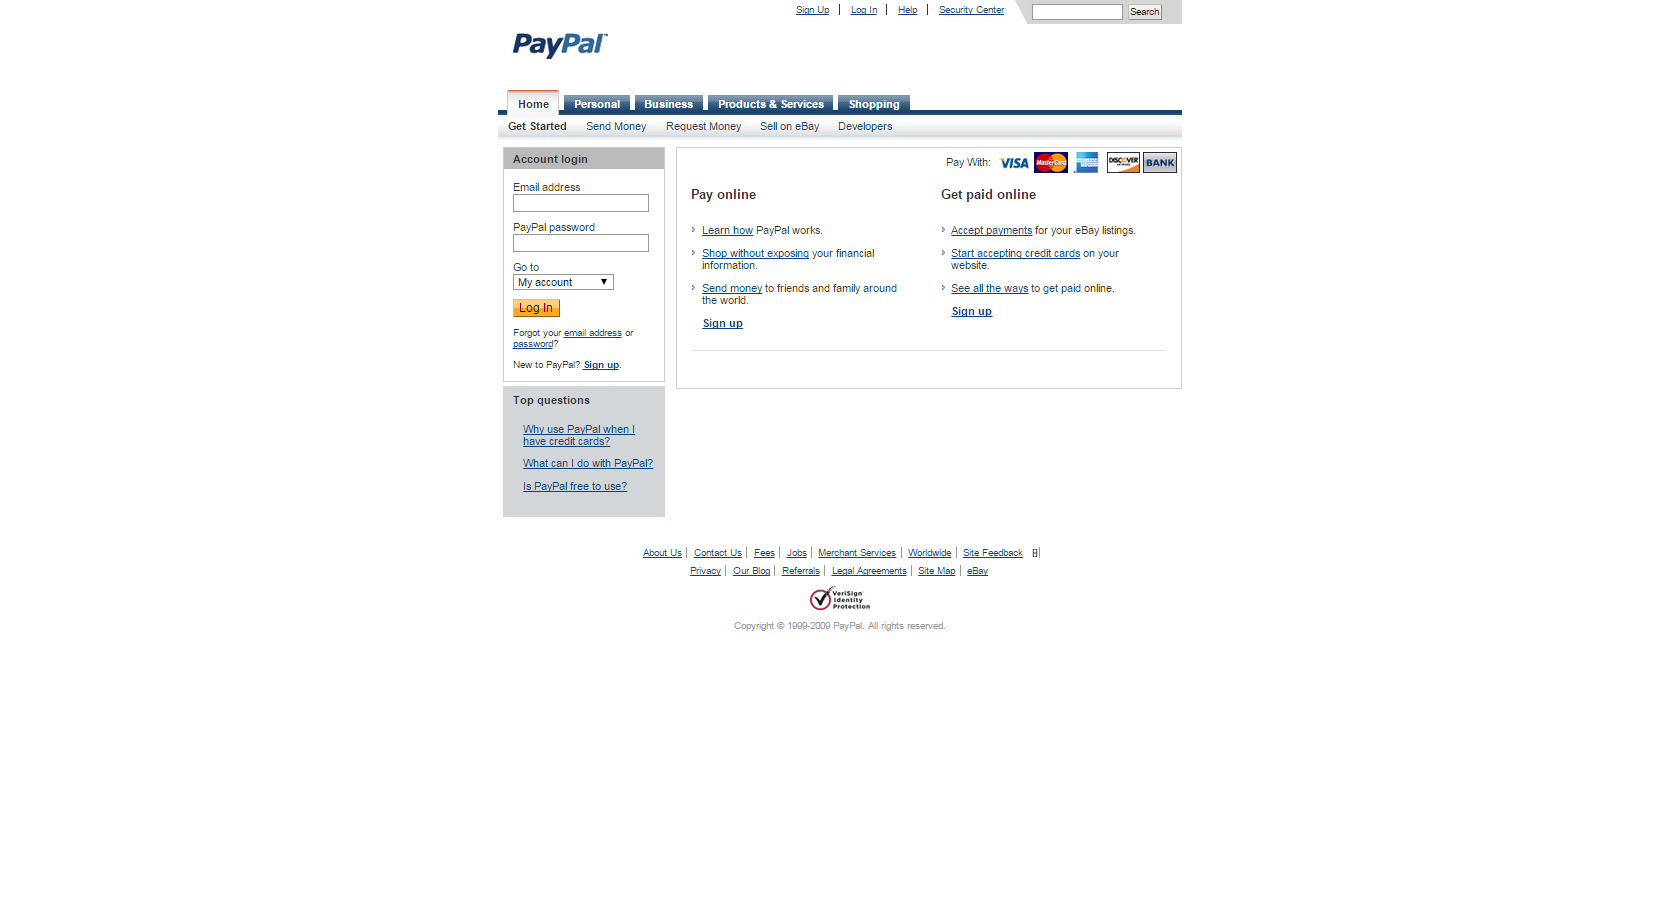 Sign Up Log In Help Security Center Search
PayPal™
Home Personal Business Products & Services Shopping
Get Started Send Money Request Money Sell on eBay Developers
Account login
Email address
PayPal password
Go to
My account
Log In
Forgot your email address or
password?
New to PayPal? Sign up.
Top questions
Why use PayPal when I
have credit cards?
What can I do with PayPal?
Is PayPal free to use?
Pay With: VISA MasterCard DISCOVER BANK
Pay online
Learn how PayPal works.
Shop without exposing your financial
information.
Send money to friends and family around
the world.
Sign up
Get paid online
Accept payments for your eBay listings.
Start accepting credit cards on your
website.
See all the ways to get paid online.
Sign up
About Us Contact Us Fees Jobs Merchant Services Worldwide Site Feedback
Privacy Our Blog Referrals Legal Agreements Site Map eBay
VeriSign
Identity
Protection
Copyright © 1999-2009 PayPal. All rights reserved.